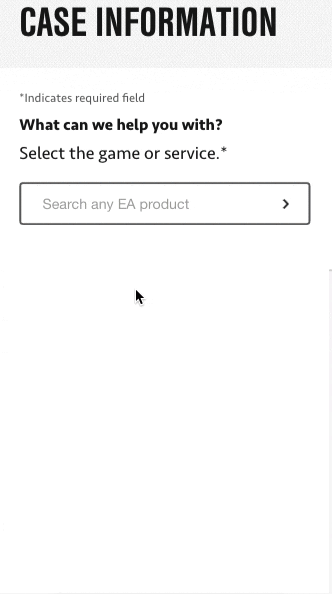 CASE INFORMATION
*Indicates required field
What can we help you with?
Select the game or service.*
Search any EA product